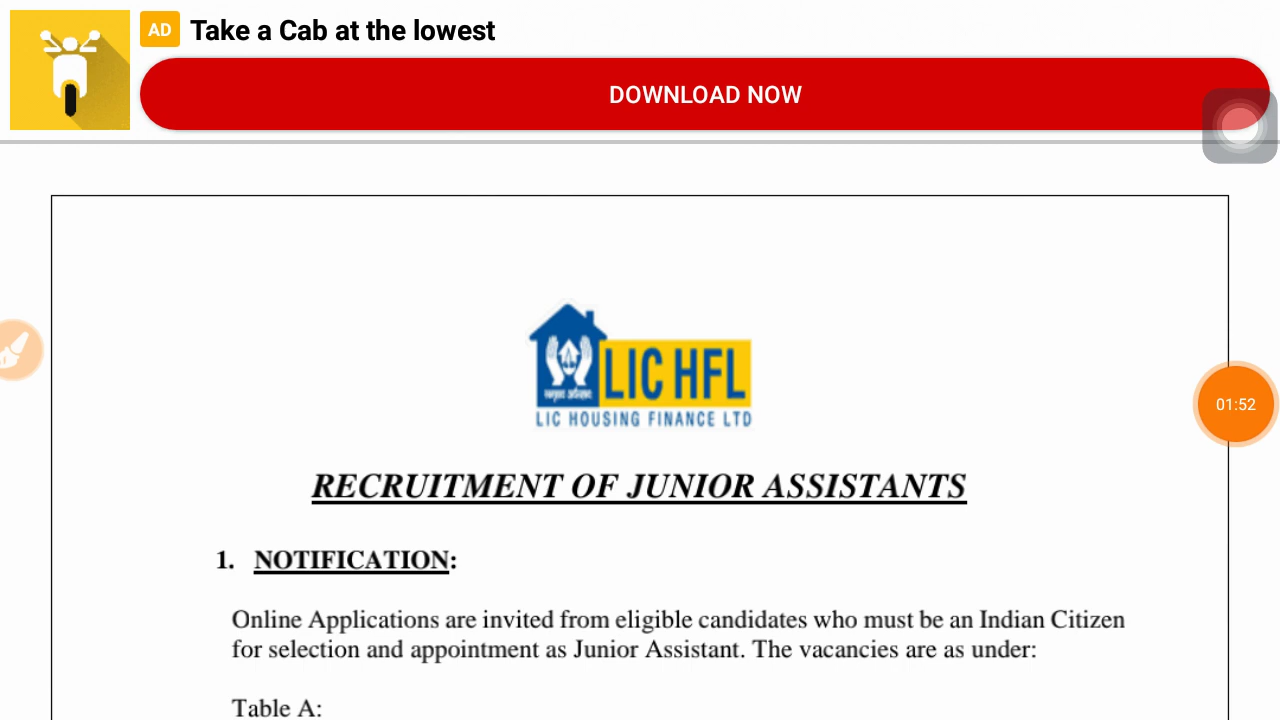 AD Take a Cab at the lowest
DOWNLOAD NOW
LIC HFL
LIC HOUSING FINANCE LTD
RECRUITMENT OF JUNIOR ASSISTANTS
01:52
1. NOTIFICATION:
Online Applications are invited from eligible candidates who must be an Indian Citizen
for selection and appointment as Junior Assistant. The vacancies are as under:
Table A: